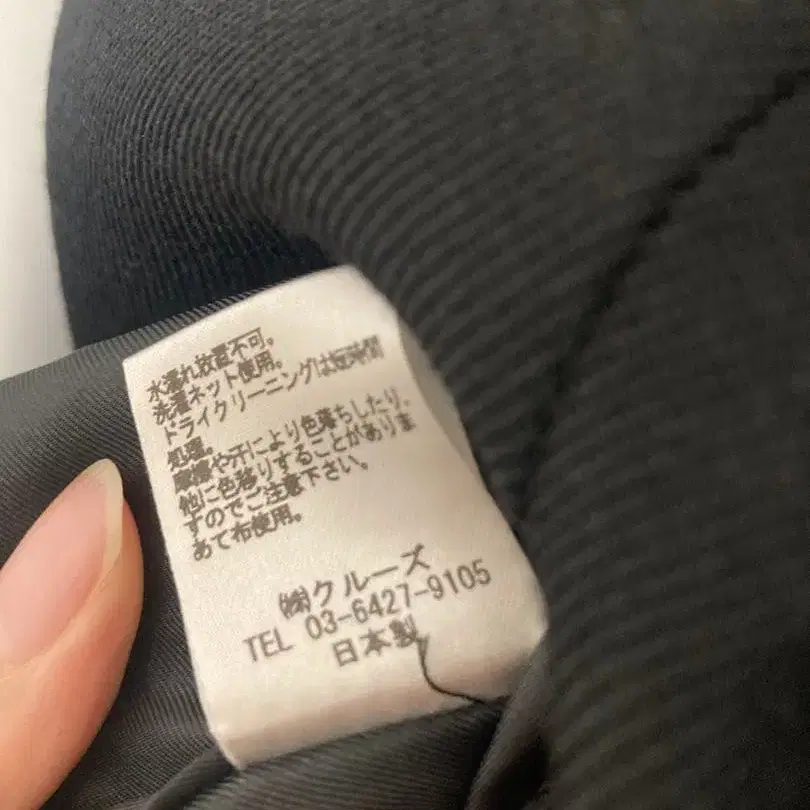 水濡れ放置不可。
洗濯ネット使用。
ドライクリーニングは短時間
処理。
摩擦や汗により色落ちしたり、
他に色移りすることがありま
すのでご注意下さい。
あて布使用。
㈱クルーズ
TEL 03-6427-9105
日本製